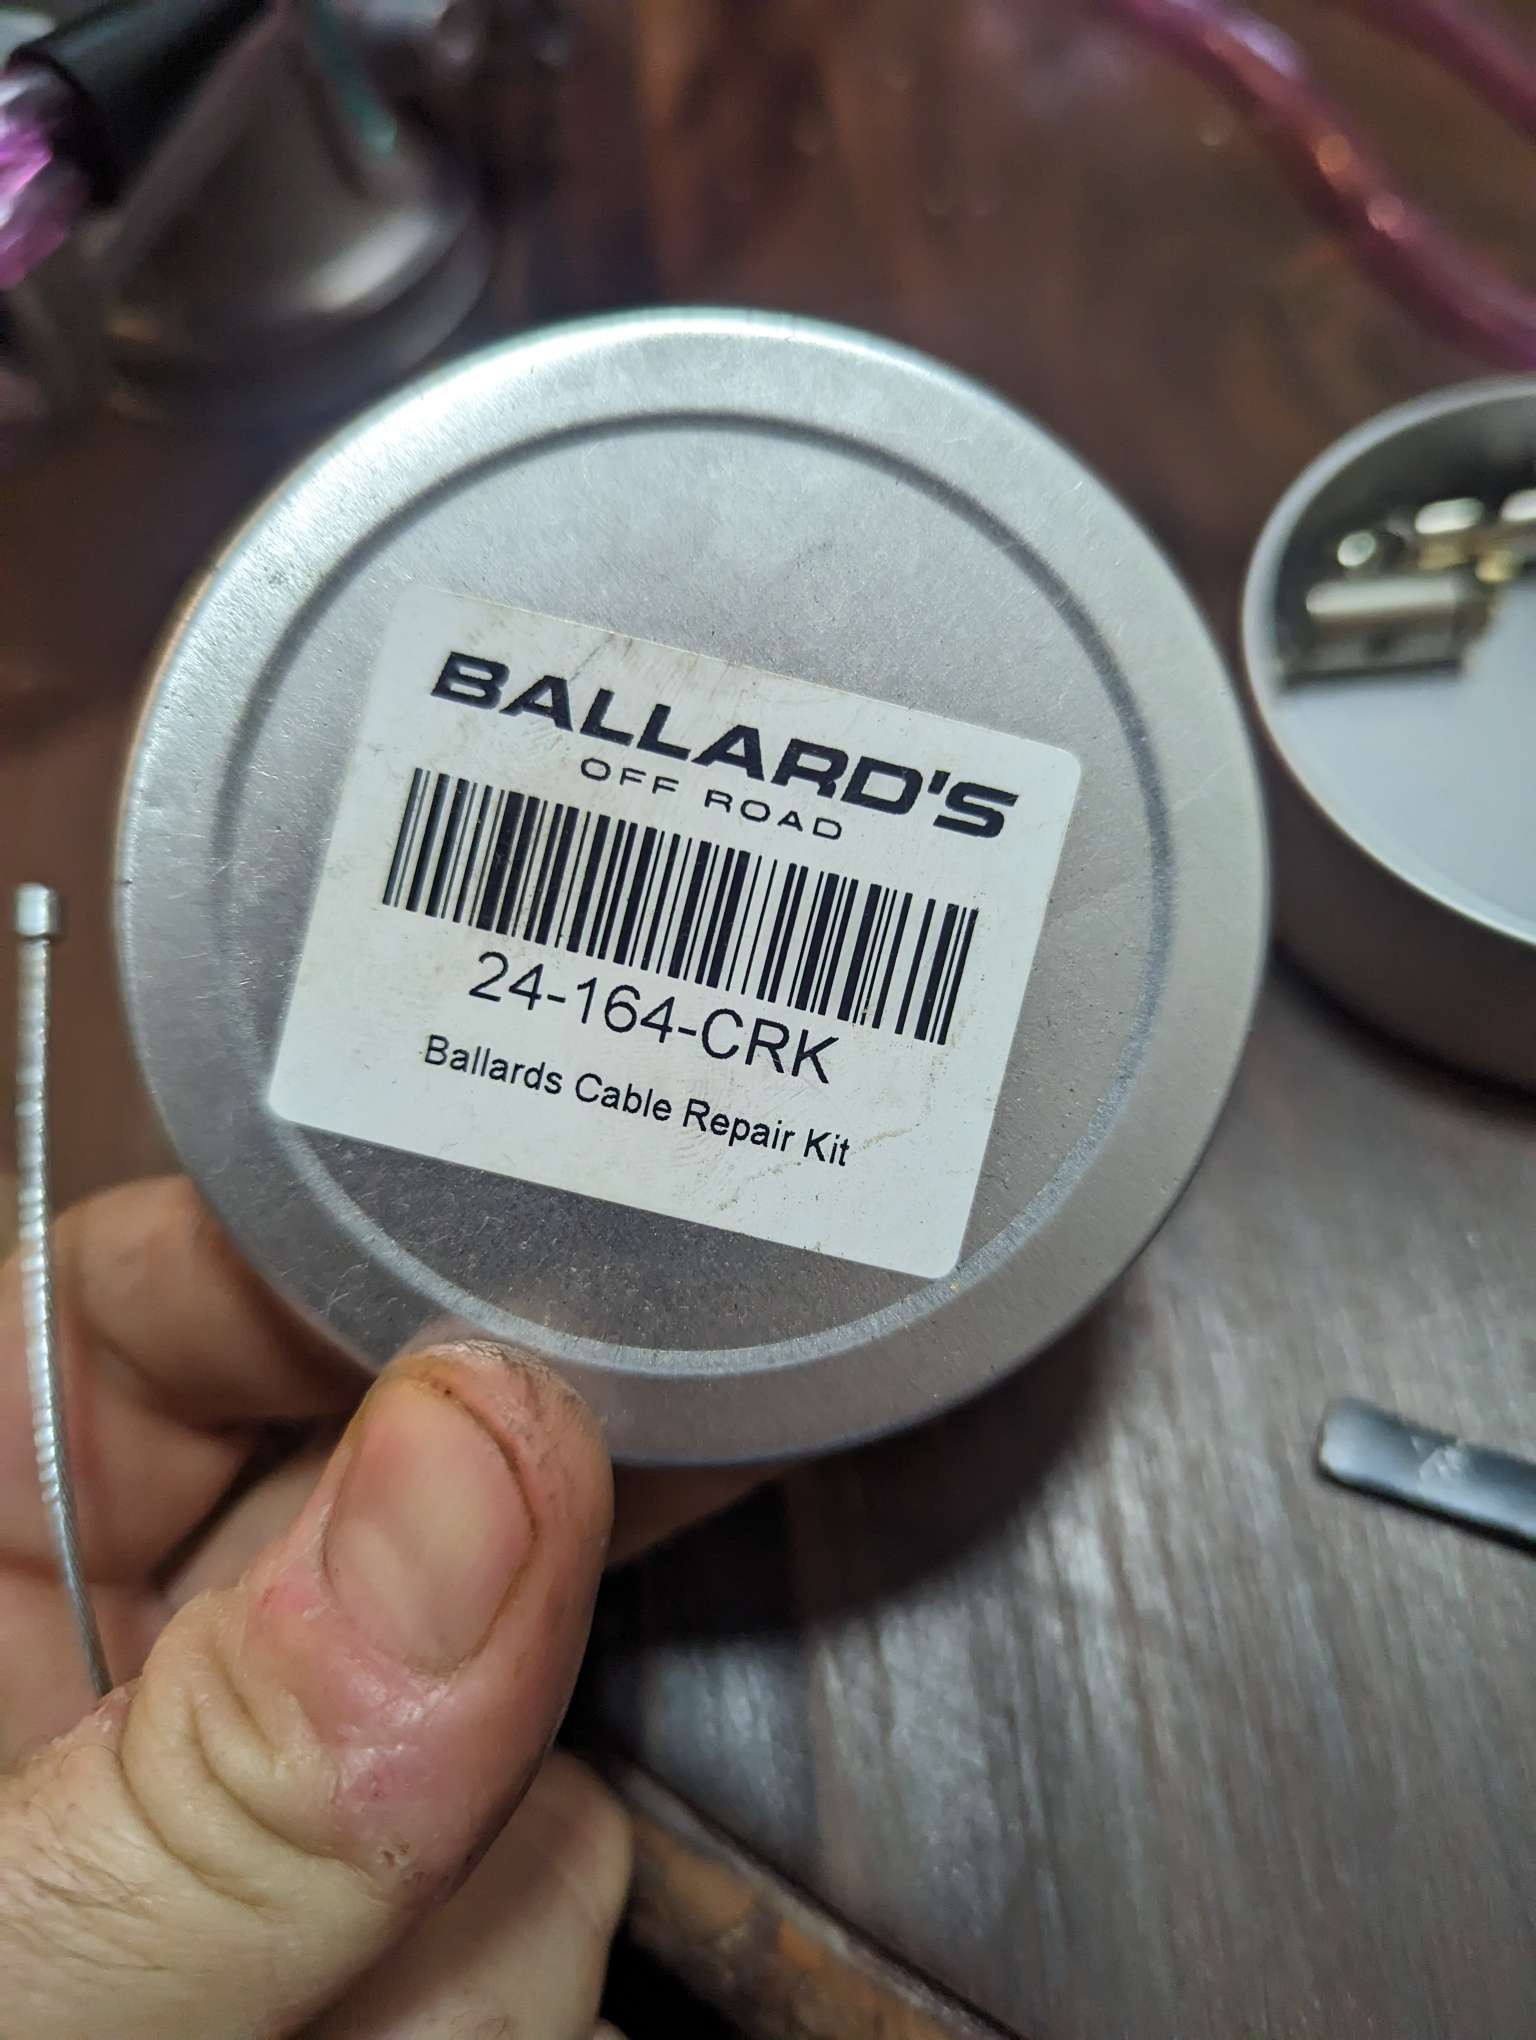 BALLARD'S
OFF ROAD
24-164-CRK
Ballards Cable Repair Kit